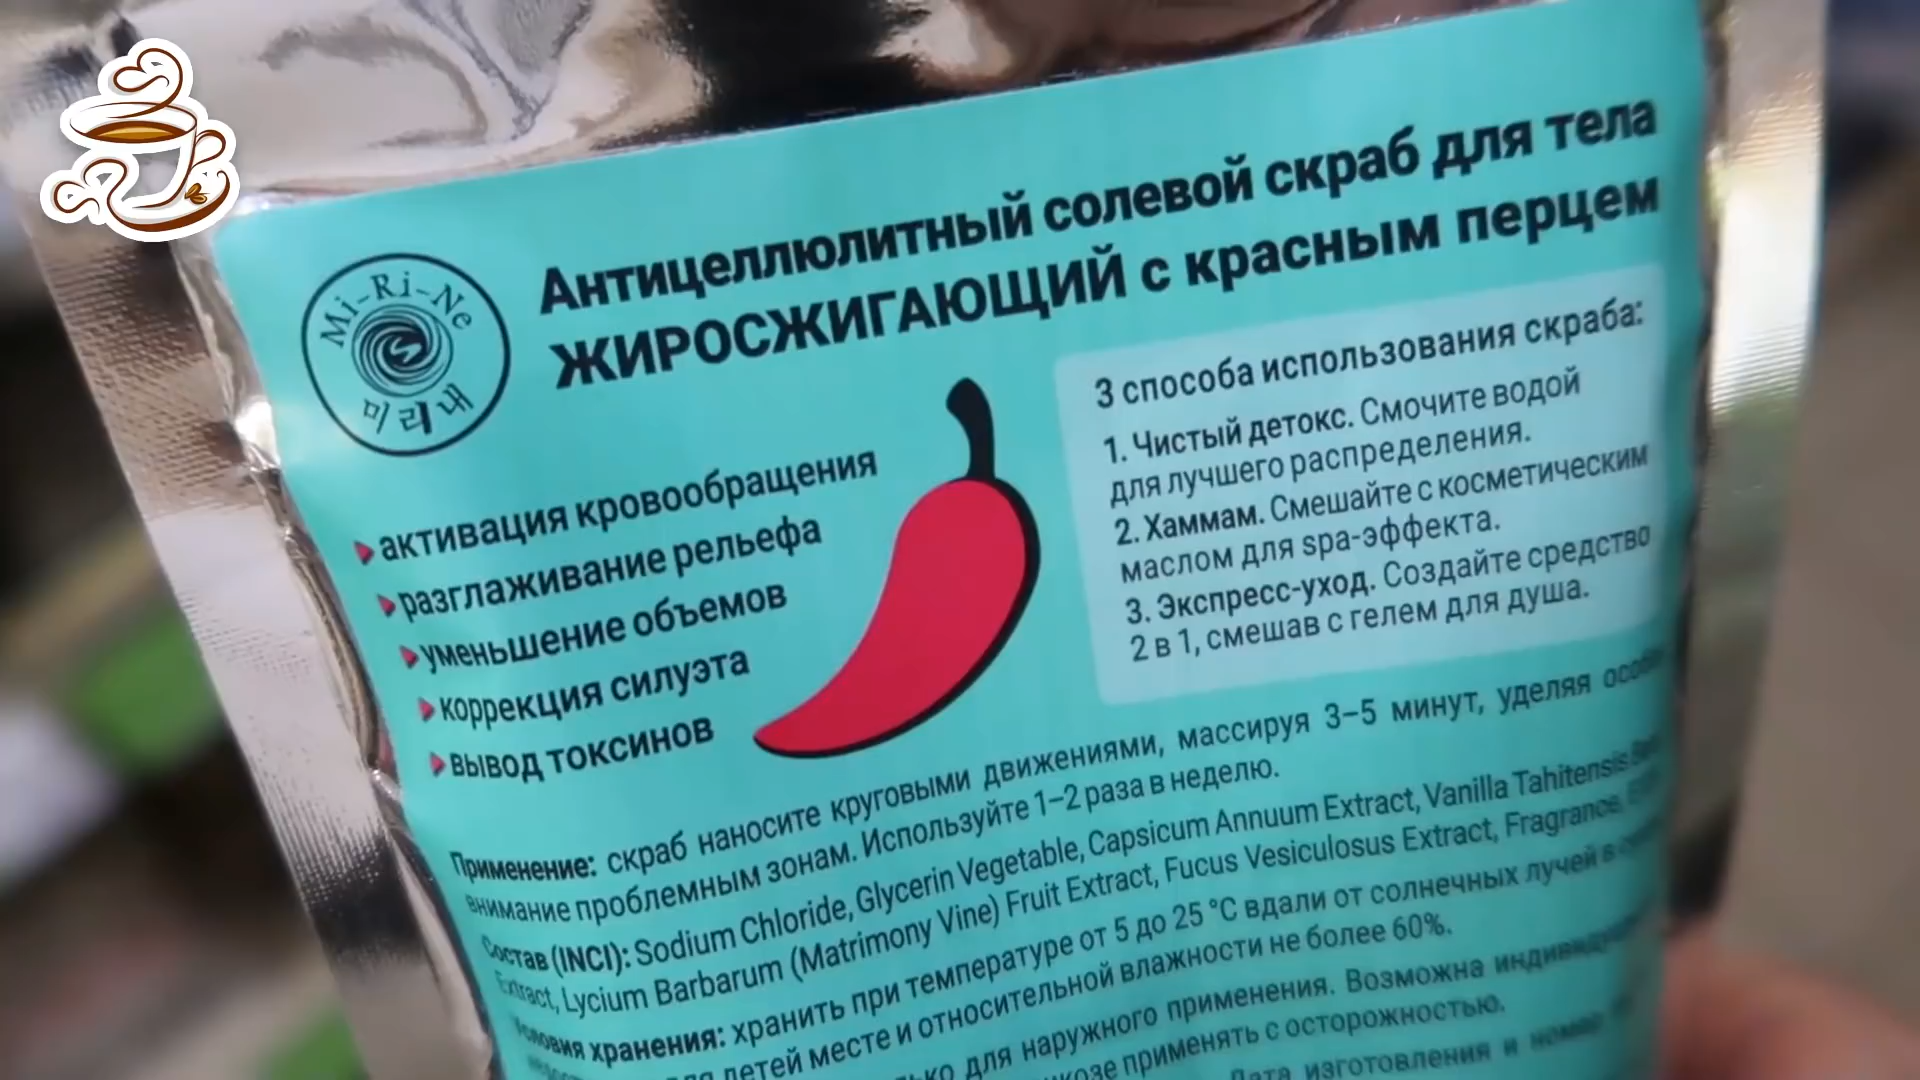 Mi-Ri-Ne
미리내
Антицеллюлитный солевой скраб для тела
ЖИРОСЖИГАЮЩИЙ с красным перцем
активация кровообращения
разглаживание рельефа
уменьшение объемов
коррекция силуэта
вывод токсинов
3 способа использования скраба:
1. Чистый детокс. Смочите водой
для лучшего распределения.
2. Хаммам. Смешайте с косметическим
маслом для spa-эффекта.
3. Экспресс-уход. Создайте средство
2 в 1, смешав с гелем для душа.
Применение: скраб наносите круговыми движениями, массируя 3–5 минут, уделяя
внимание проблемным зонам. Используйте 1–2 раза в неделю.
Состав (INCI): Sodium Chloride, Glycerin Vegetable, Capsicum Annuum Extract, Vanilla Tahitensis
Extract, Lycium Barbarum (Matrimony Vine) Fruit Extract, Fucus Vesiculosus Extract, Fragrance,
хранения: хранить при температуре от 5 до 25 °C вдали от солнечных лучей в
детей месте и относительной влажности не более 60%.
для наружного применения. Возможна
применять с осторожностью.
Дата изготовления и номер